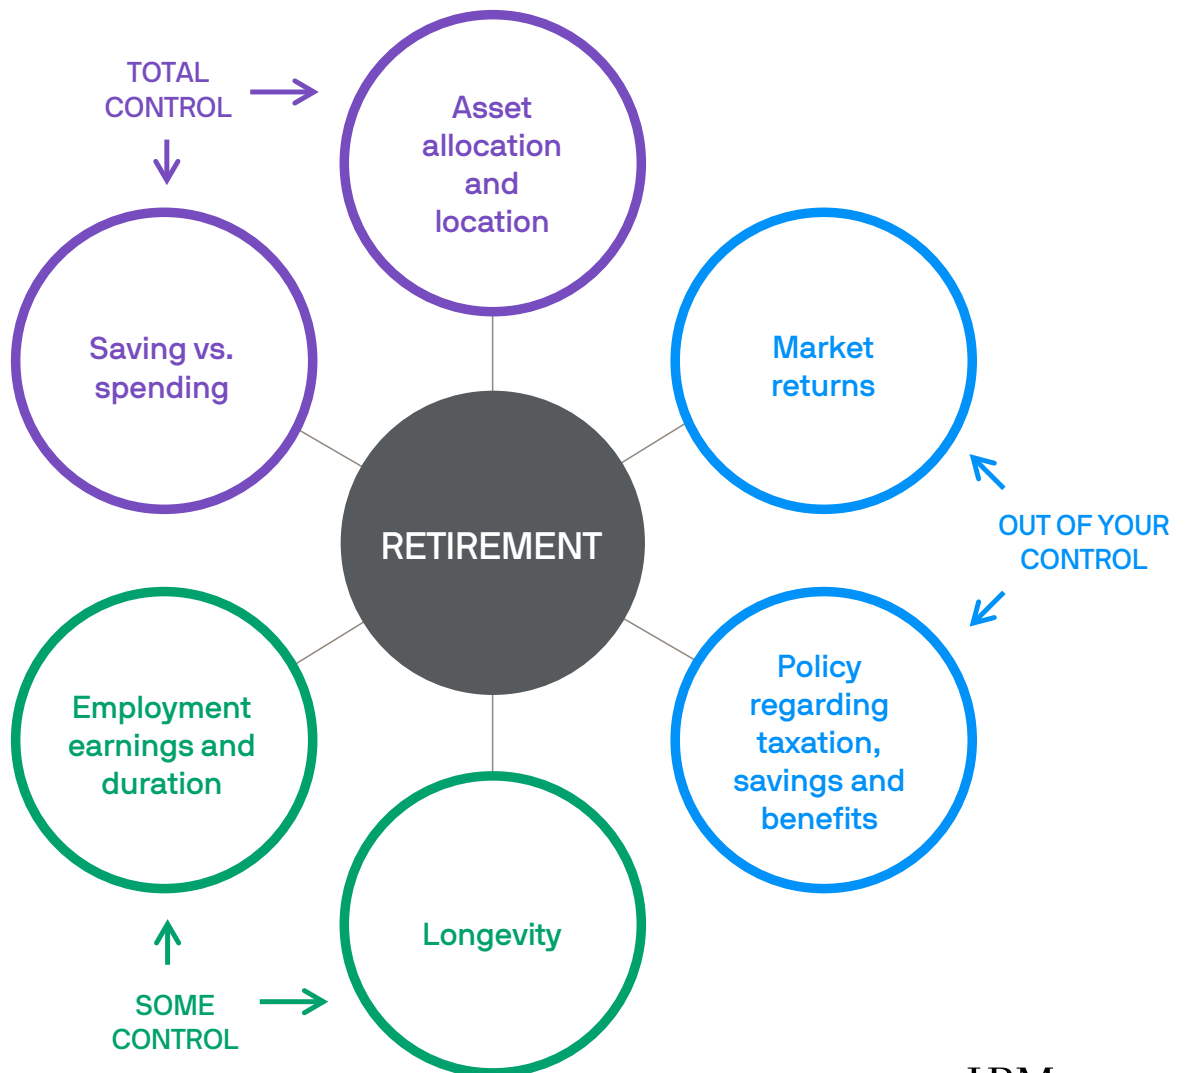 TOTAL
CONTROL
Asset
allocation
and
location
Saving vs.
spending
Market
returns
RETIREMENT
OUT OF YOUR
CONTROL
Employment
earnings and
duration
Policy
regarding
taxation,
savings and
benefits
Longevity
SOME
CONTROL